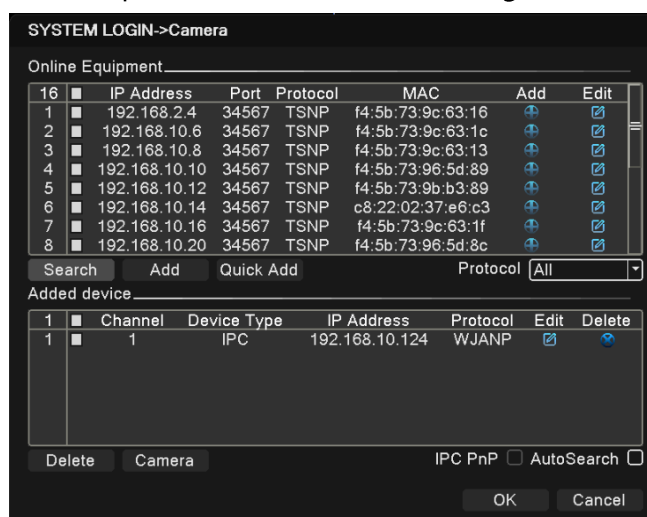 SYSTEM LOGIN->Camera
Online Equipment
16 IP Address Port Protocol MAC Add Edit
1 192.168.2.4 34567 TSNP f4:5b:73:9c:63:16
2 192.168.10.6 34567 TSNP f4:5b:73:9c:63:1c
3 192.168.10.8 34567 TSNP f4:5b:73:9c:63:13
4 192.168.10.10 34567 TSNP f4:5b:73:96:5d:89
5 192.168.10.12 34567 TSNP f4:5b:73:9b:b3:89
6 192.168.10.14 34567 TSNP c8:22:02:37:e6:c3
7 192.168.10.16 34567 TSNP f4:5b:73:9c:63:1f
8 192.168.10.20 34567 TSNP f4:5b:73:96:5d:8c
Search Add Quick Add Protocol All
Added device
1 Channel Device Type IP Address Protocol Edit Delete
1 1 IPC 192.168.10.124 WJANP
Delete Camera IPC PnP AutoSearch
OK Cancel